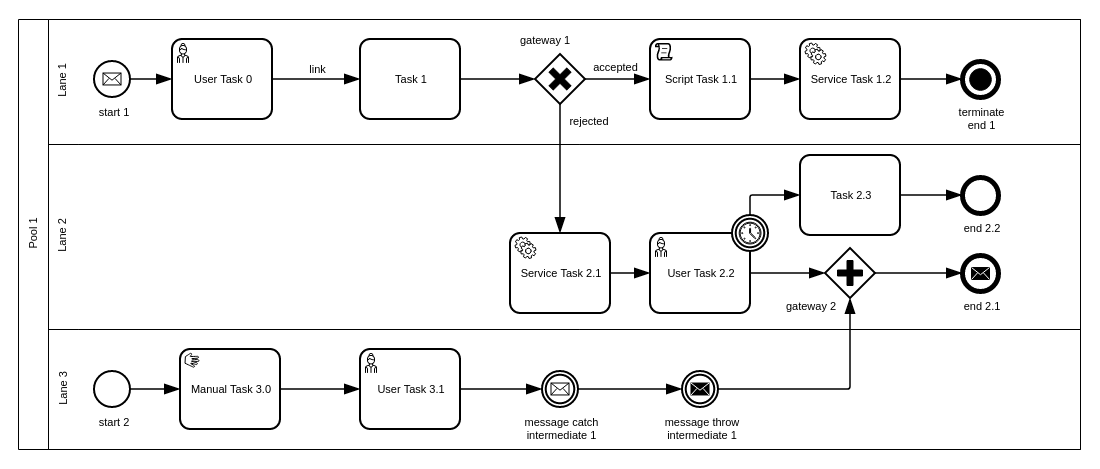 Pool 1
Lane 1
start 1
User Task 0
link
Task 1
gateway 1
accepted
rejected
Script Task 1.1
Service Task 1.2
terminate
end 1
Lane 2
Service Task 2.1
User Task 2.2
Task 2.3
end 2.2
gateway 2
end 2.1
Lane 3
start 2
Manual Task 3.0
User Task 3.1
message catch
intermediate 1
message throw
intermediate 1